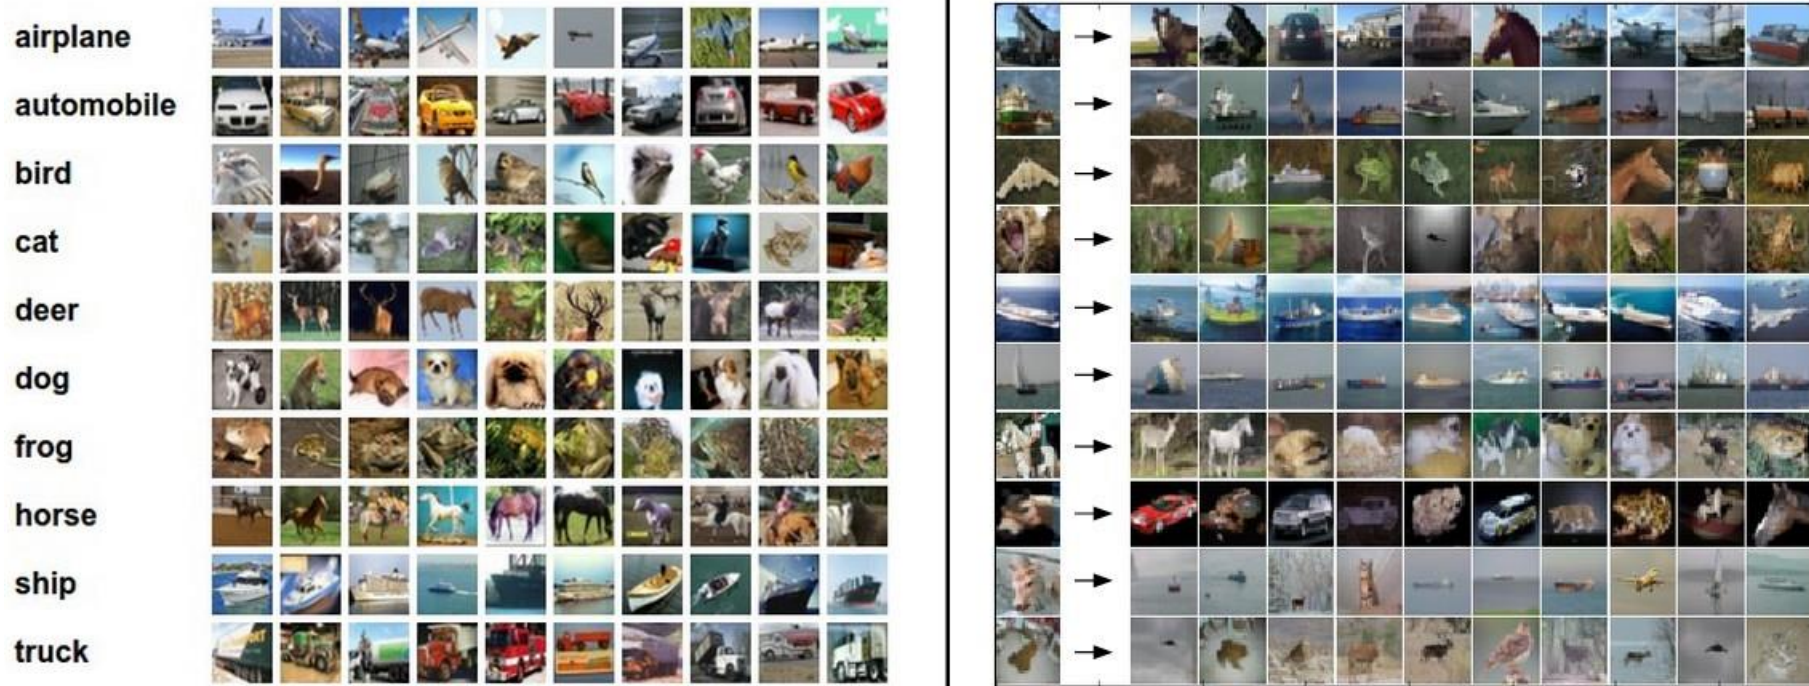 airplane
automobile
bird
cat
deer
dog
frog
horse
ship
truck